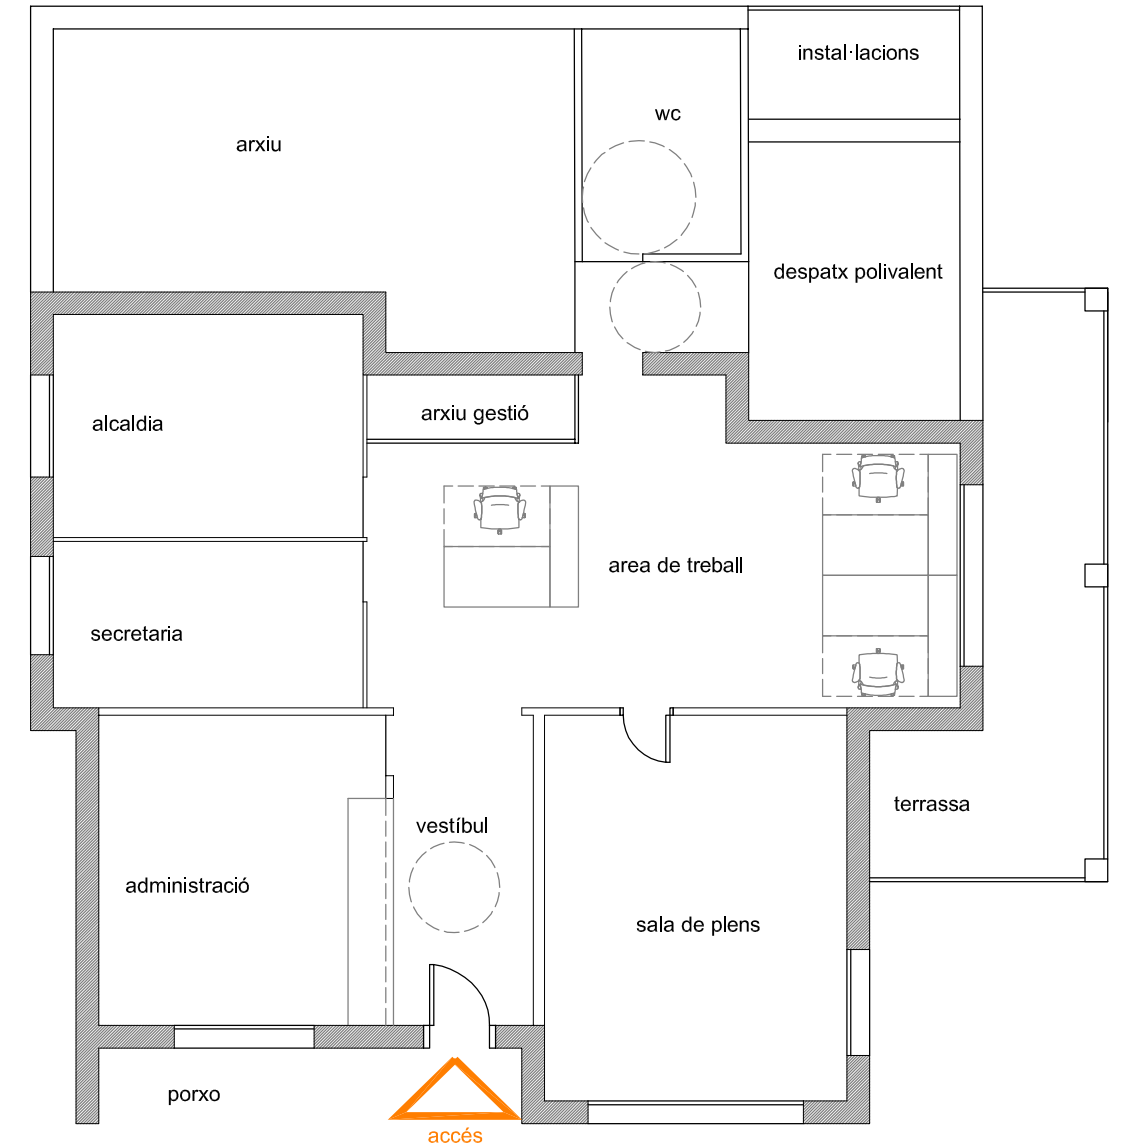 instal·lacions
wc
arxiu
despatx polivalent
arxiu gestió
alcaldia
area de treball
secretaria
terrassa
vestíbul
administració
sala de plens
porxo
accés